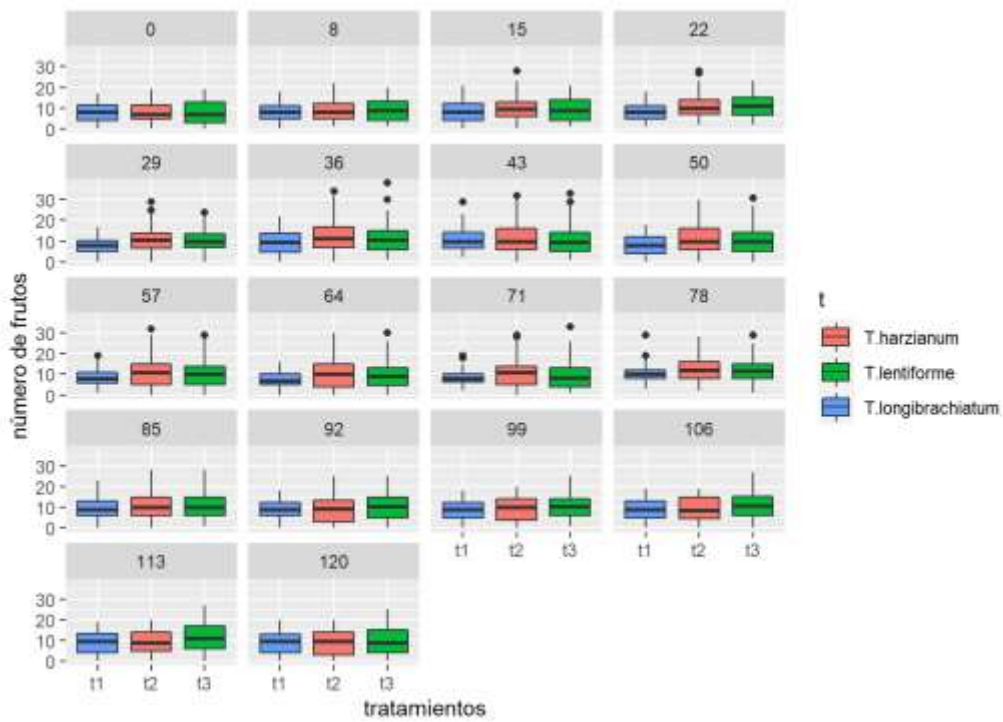 0 8 15 22
30
20
10
0
29 36 43 50
30
20
10
0
57 64 71 78
30
20
10
0
85 92 99 106
30
20
10
0
t1 t2 t3 t1 t2 t3
113 120
30
20
10
0
t1 t2 t3 t1 t2 t3
tratamientos
número de frutos
t
T.harzianum
T.lentiforme
T.longibrachiatum